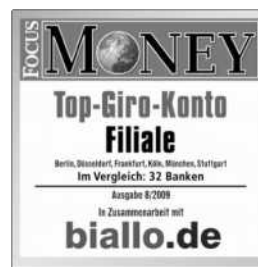 FOCUS MONEY
Top-Giro-Konto
Filiale
Berlin, Düsseldorf, Frankfurt, Köln, München, Stuttgart
Im Vergleich: 32 Banken
Ausgabe 8/2009
In Zusammenarbeit mit
biallo.de